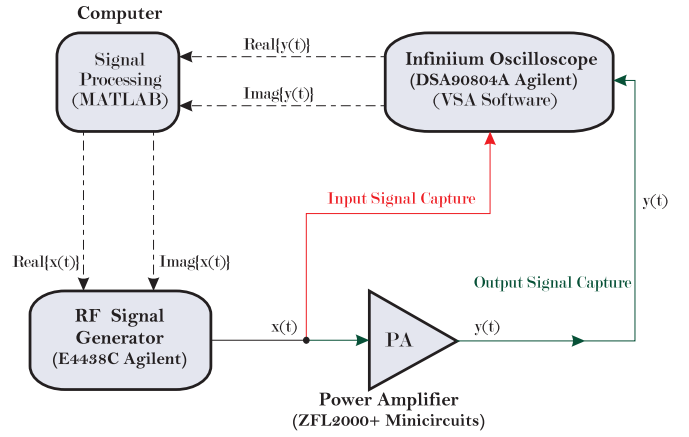 Computer
Signal
Processing
(MATLAB)
Real{y(t)}
Imag{y(t)}
Infiniium Oscilloscope
(DSA90804A Agilent)
(VSA Software)
Input Signal Capture
y(t)
Real{x(t)}
Imag{x(t)}
Output Signal Capture
RF Signal
Generator
(E4438C Agilent)
x(t)
PA
y(t)
Power Amplifier
(ZFL2000+ Minicircuits)